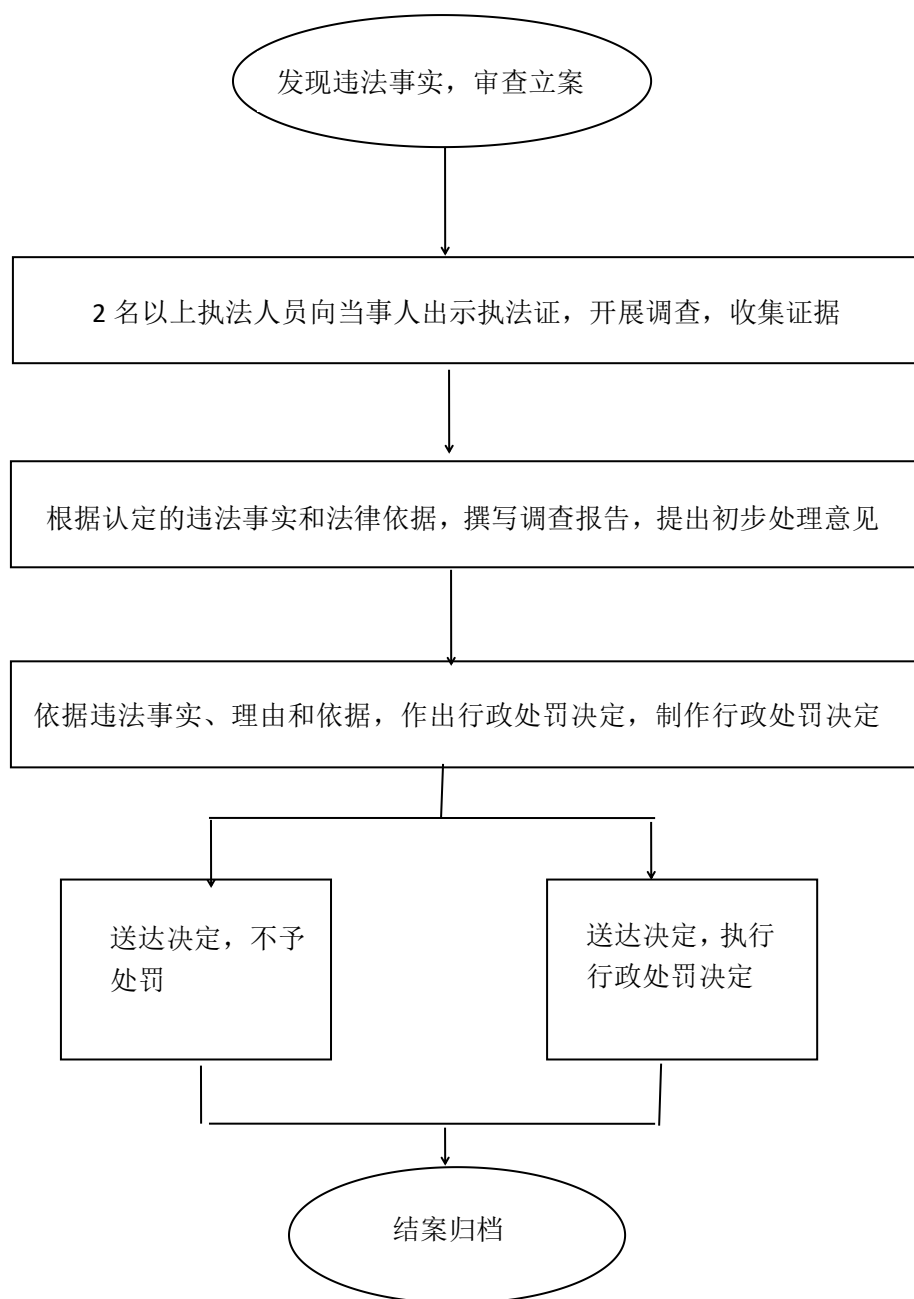 发现违法事实，审查立案
2 名以上执法人员向当事人出示执法证，开展调查，收集证据
根据认定的违法事实和法律依据，撰写调查报告，提出初步处理意见
依据违法事实、理由和依据，作出行政处罚决定，制作行政处罚决定
送达决定，不予
处罚
送达决定，执行
行政处罚决定
结案归档